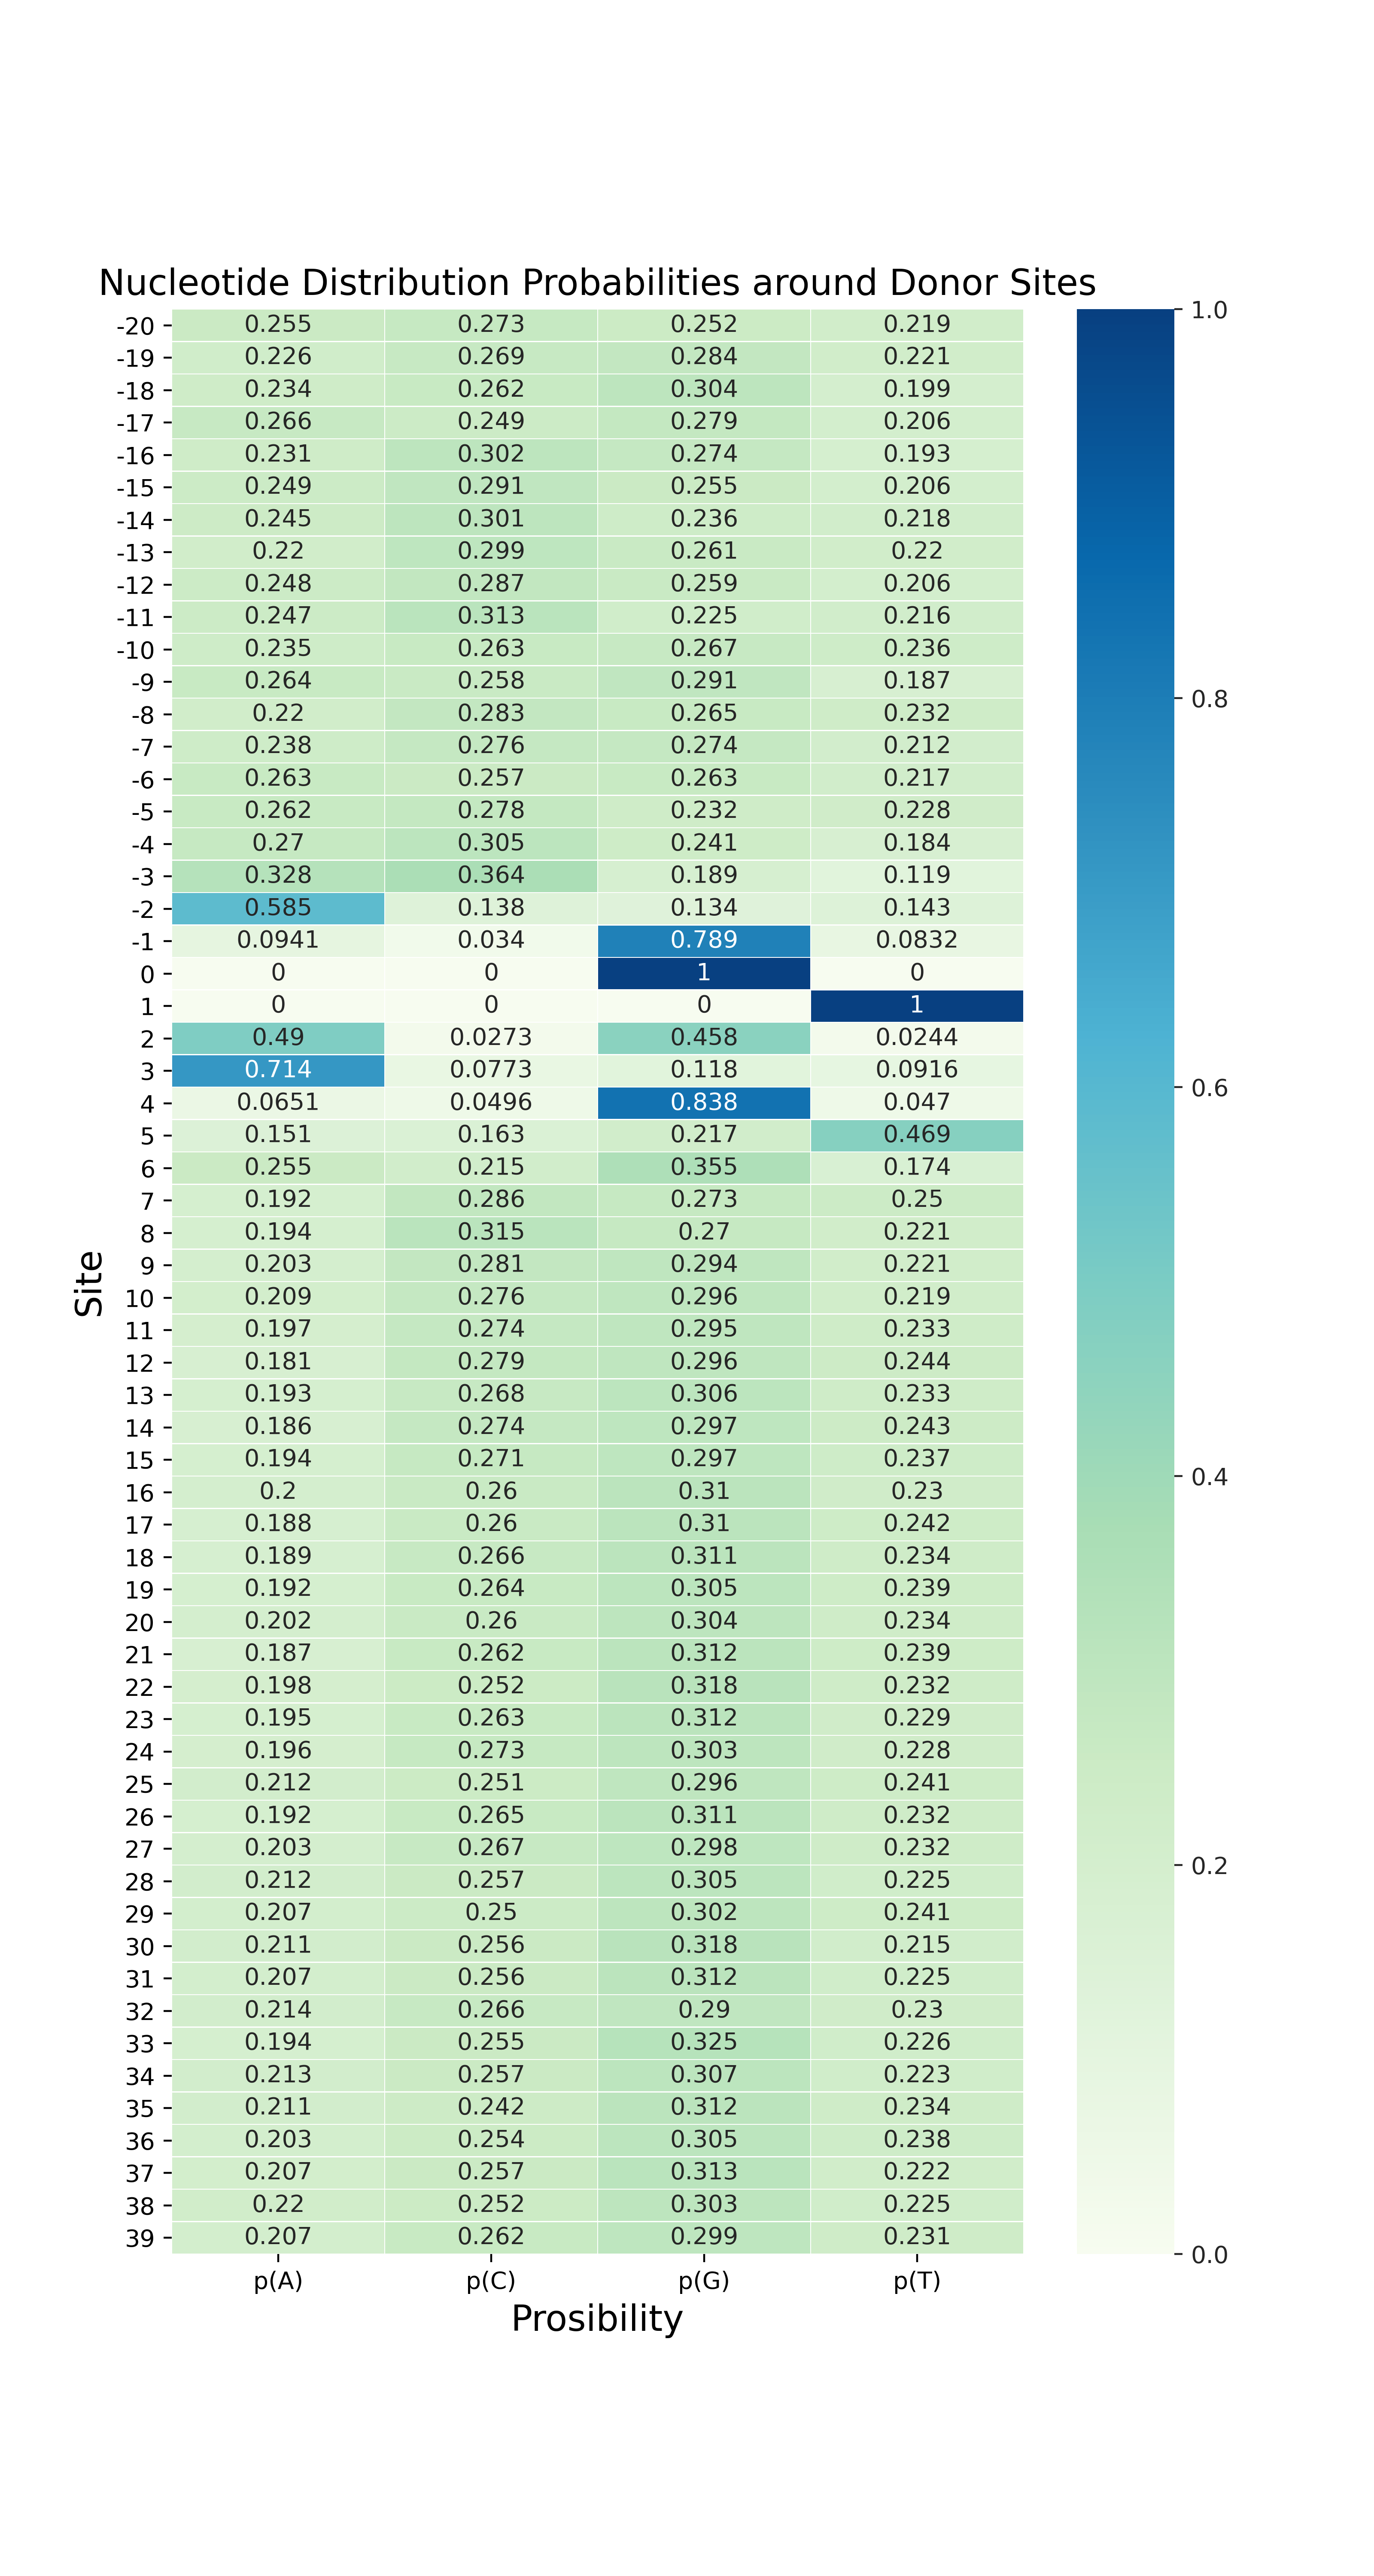 Nucleotide Distribution Probabilities around Donor Sites
-20 0.255 0.273 0.252 0.219 1.0
-19 0.226 0.269 0.284 0.221
-18 0.234 0.262 0.304 0.199
-17 0.266 0.249 0.279 0.206
-16 0.231 0.302 0.274 0.193
-15 0.249 0.291 0.255 0.206
-14 0.245 0.301 0.236 0.218
-13 0.22 0.299 0.261 0.22
-12 0.248 0.287 0.259 0.206
-11 0.247 0.313 0.225 0.216
-10 0.235 0.263 0.267 0.236
-9 0.264 0.258 0.291 0.187
-8 0.22 0.283 0.265 0.232 0.8
-7 0.238 0.276 0.274 0.212
-6 0.263 0.257 0.263 0.217
-5 0.262 0.278 0.232 0.228
-4 0.27 0.305 0.241 0.184
-3 0.328 0.364 0.189 0.119
-2 0.585 0.138 0.134 0.143
-1 0.0941 0.034 0.789 0.0832
0 0 0 1 0
1 0 0 0 1
2 0.49 0.0273 0.458 0.0244
3 0.714 0.0773 0.118 0.0916 0.6
4 0.0651 0.0496 0.838 0.047
5 0.151 0.163 0.217 0.469
6 0.255 0.215 0.355 0.174
7 0.192 0.286 0.273 0.25
8 0.194 0.315 0.27 0.221
9 0.203 0.281 0.294 0.221
Site
10 0.209 0.276 0.296 0.219
11 0.197 0.274 0.295 0.233
12 0.181 0.279 0.296 0.244
13 0.193 0.268 0.306 0.233
14 0.186 0.274 0.297 0.243
15 0.194 0.271 0.297 0.237 0.4
16 0.2 0.26 0.31 0.23
17 0.188 0.26 0.31 0.242
18 0.189 0.266 0.311 0.234
19 0.192 0.264 0.305 0.239
20 0.202 0.26 0.304 0.234
21 0.187 0.262 0.312 0.239
22 0.198 0.252 0.318 0.232
23 0.195 0.263 0.312 0.229
24 0.196 0.273 0.303 0.228
25 0.212 0.251 0.296 0.241
26 0.192 0.265 0.311 0.232
27 0.203 0.267 0.298 0.232 0.2
28 0.212 0.257 0.305 0.225
29 0.207 0.25 0.302 0.241
30 0.211 0.256 0.318 0.215
31 0.207 0.256 0.312 0.225
32 0.214 0.266 0.29 0.23
33 0.194 0.255 0.325 0.226
34 0.213 0.257 0.307 0.223
35 0.211 0.242 0.312 0.234
36 0.203 0.254 0.305 0.238
37 0.207 0.257 0.313 0.222
38 0.22 0.252 0.303 0.225
39 0.207 0.262 0.299 0.231 0.0
p(A) p(C) p(G) p(T)
Prosibility